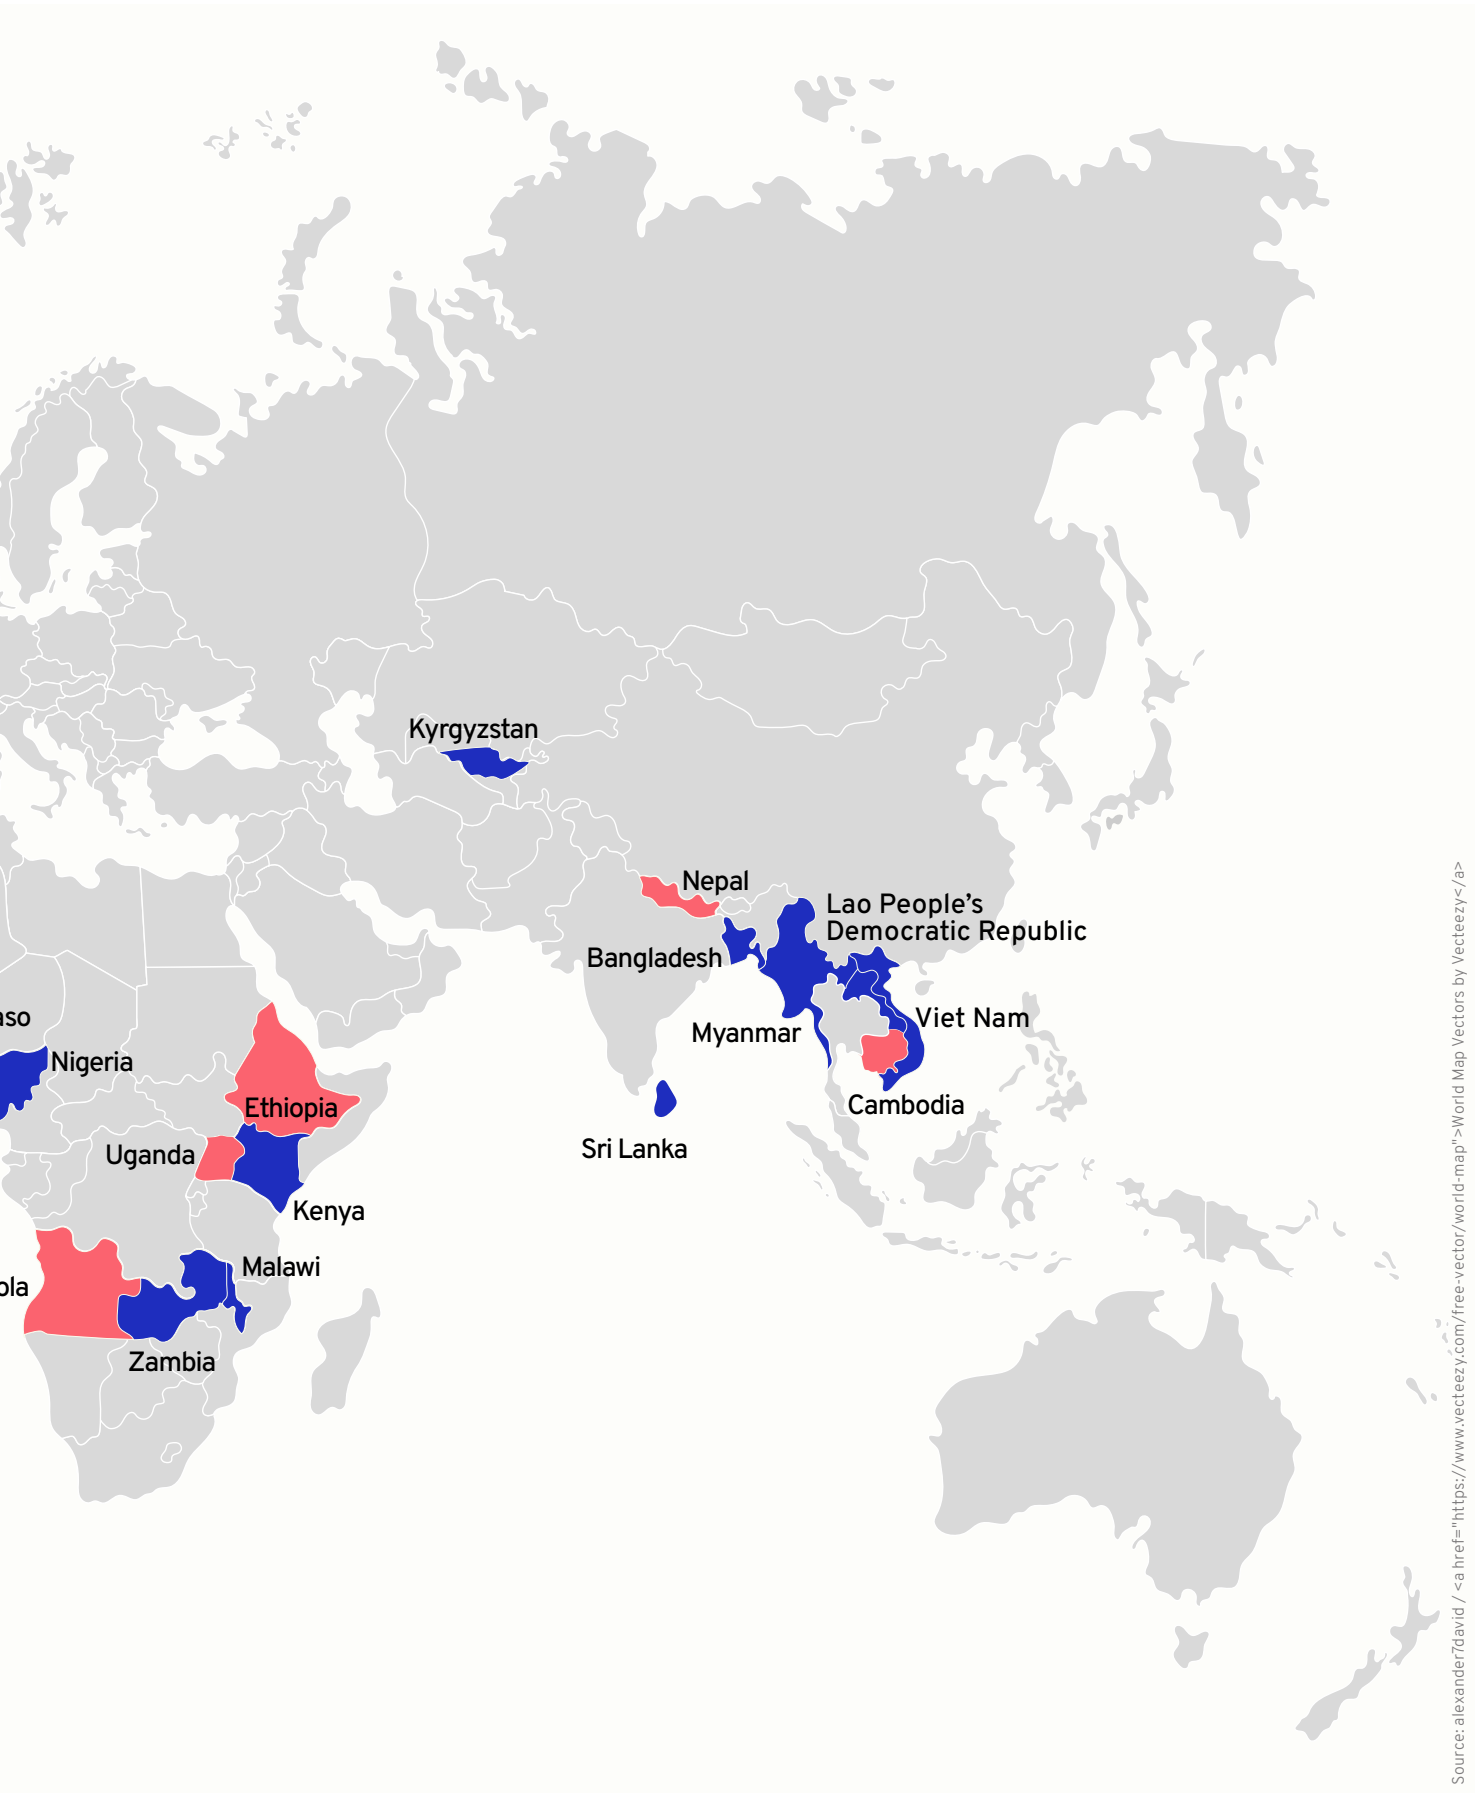 Kyrgyzstan
Nepal
Lao People’s
Democratic Republic
Bangladesh
aso
Viet Nam
Myanmar
Nigeria
Cambodia
Ethiopia
Sri Lanka
Uganda
Kenya
Malawi
ola
Zambia
Source: alexander7david / <a href="https://www.vecteezy.com/free-vector/world-map">World Map Vectors by Vecteezy</a>